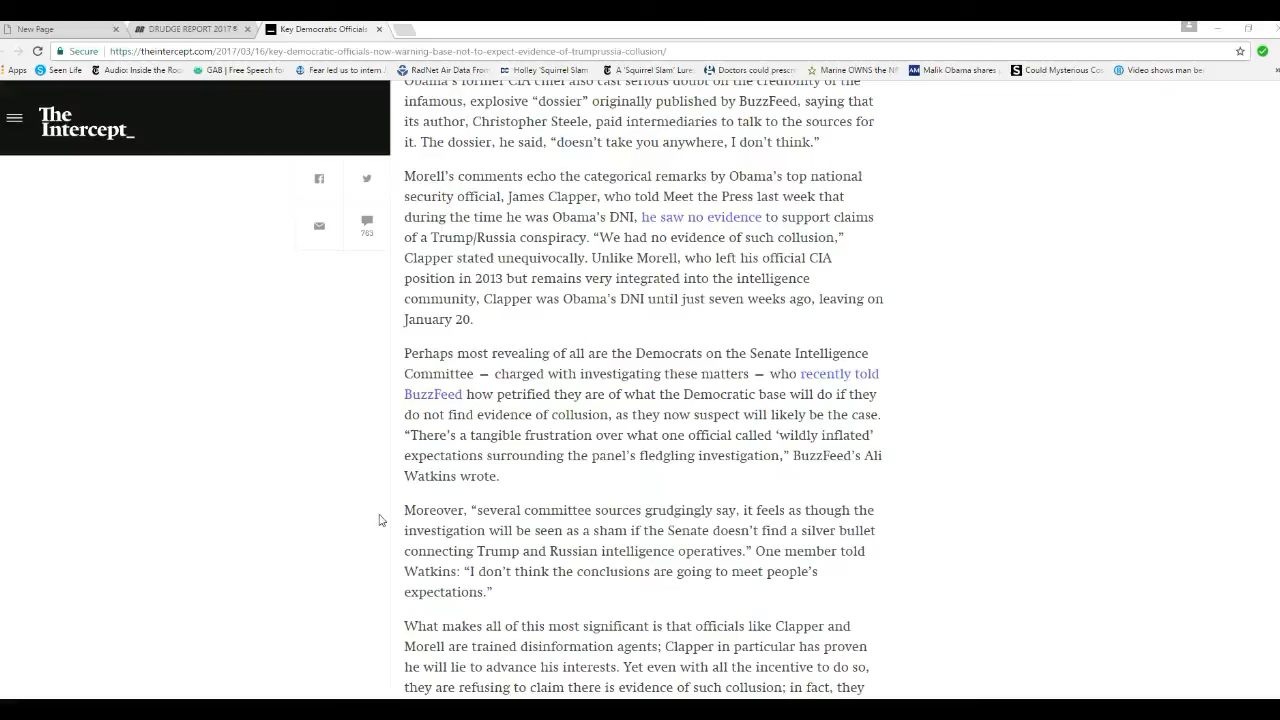 New Page
DRUDGE REPORT 2017®
Key Democratic Officials
Secure
https://theintercept.com/2017/03/16/key-democratic-officials-now-warning-base-not-to-expect-evidence-of-trumprussia-collusion/
Apps
Seen Life
Audio: Inside the Roo
GAB | Free Speech fo
Fear led us to intern J
RadNet Air Data From
Holley 'Squirrel Slam
A 'Squirrel Slam' Lure
Doctors could prescri
Marine OWNS the NF
Malik Obama shares
Could Mysterious Co
Video shows man be
The
Intercept_
763
Obama's former CIA chief also cast serious doubt on the credibility of the
infamous, explosive “dossier” originally published by BuzzFeed, saying that
its author, Christopher Steele, paid intermediaries to talk to the sources for
it. The dossier, he said, “doesn’t take you anywhere, I don’t think.”
Morell’s comments echo the categorical remarks by Obama’s top national
security official, James Clapper, who told Meet the Press last week that
during the time he was Obama’s DNI, he saw no evidence to support claims
of a Trump/Russia conspiracy. “We had no evidence of such collusion,”
Clapper stated unequivocally. Unlike Morell, who left his official CIA
position in 2013 but remains very integrated into the intelligence
community, Clapper was Obama’s DNI until just seven weeks ago, leaving on
January 20.
Perhaps most revealing of all are the Democrats on the Senate Intelligence
Committee — charged with investigating these matters — who recently told
BuzzFeed how petrified they are of what the Democratic base will do if they
do not find evidence of collusion, as they now suspect will likely be the case.
“There’s a tangible frustration over what one official called ‘wildly inflated’
expectations surrounding the panel’s fledgling investigation,” BuzzFeed’s Ali
Watkins wrote.
Moreover, “several committee sources grudgingly say, it feels as though the
investigation will be seen as a sham if the Senate doesn’t find a silver bullet
connecting Trump and Russian intelligence operatives.” One member told
Watkins: “I don’t think the conclusions are going to meet people’s
expectations.”
What makes all of this most significant is that officials like Clapper and
Morell are trained disinformation agents; Clapper in particular has proven
he will lie to advance his interests. Yet even with all the incentive to do so,
they are refusing to claim there is evidence of such collusion; in fact, they